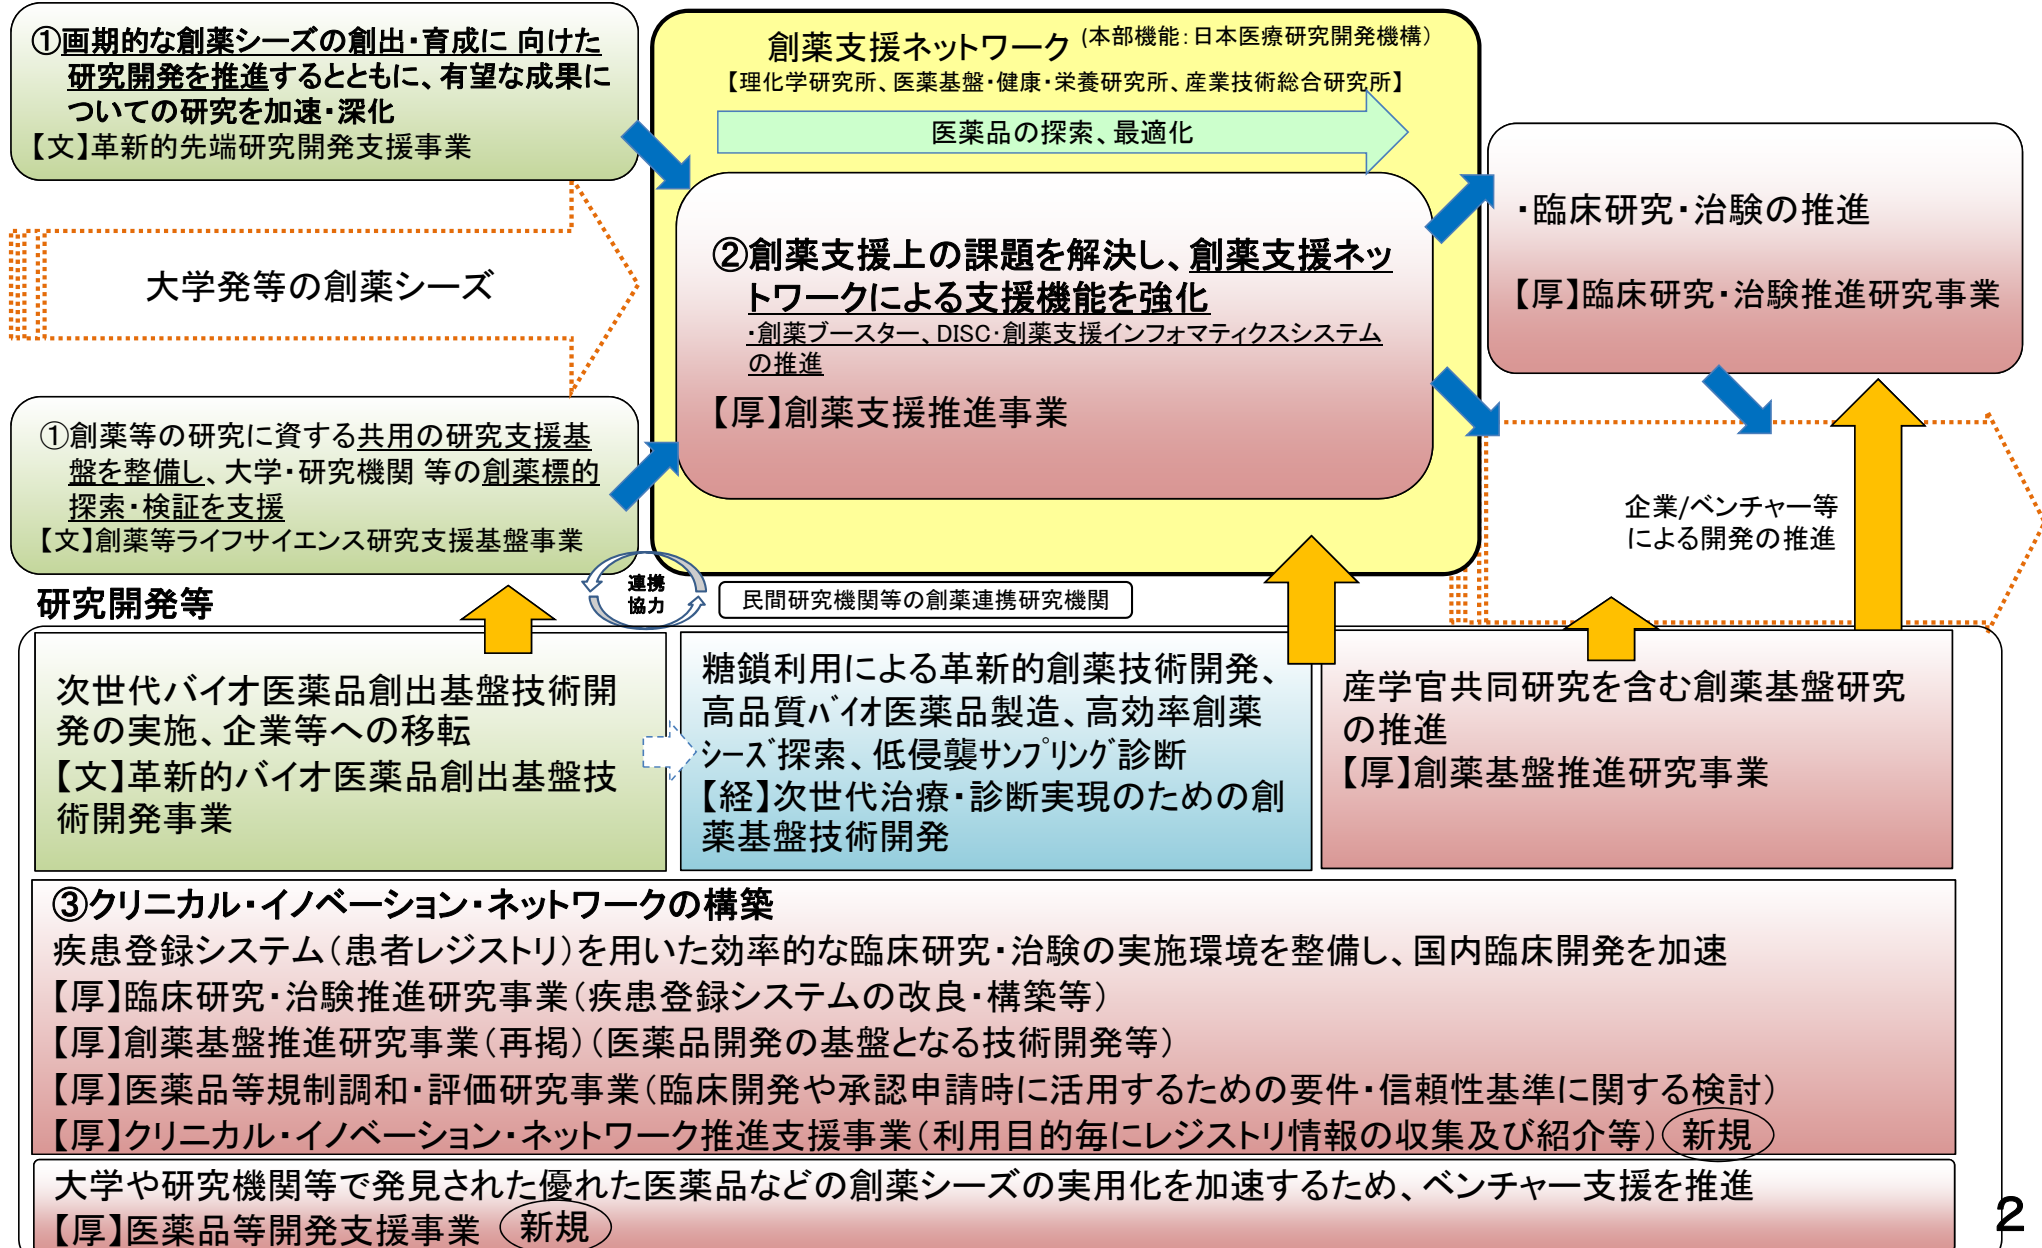 ①画期的な創薬シーズの創出・育成に 向けた
研究開発を推進するとともに、有望な成果に
ついての研究を加速・深化
【文】革新的先端研究開発支援事業
創薬支援ネットワーク (本部機能：日本医療研究開発機構)
【理化学研究所、医薬基盤・健康・栄養研究所、産業技術総合研究所】
医薬品の探索、最適化
大学発等の創薬シーズ
②創薬支援上の課題を解決し、創薬支援ネッ
トワークによる支援機能を強化
・創薬ブースター、DISC・創薬支援インフォマティクスシステム
の推進
【厚】創薬支援推進事業
・臨床研究・治験の推進
【厚】臨床研究・治験推進研究事業
①創薬等の研究に資する共用の研究支援基
盤を整備し、大学・研究機関 等の創薬標的
探索・検証を支援
【文】創薬等ライフサイエンス研究支援基盤事業
企業/ベンチャー等
による開発の推進
連携
協力
民間研究機関等の創薬連携研究機関
研究開発等
次世代バイオ医薬品創出基盤技術開
発の実施、企業等への移転
【文】革新的バイオ医薬品創出基盤技
術開発事業
糖鎖利用による革新的創薬技術開発、
高品質ﾊﾞｲｵ医薬品製造、高効率創薬
ｼｰｽﾞ探索、低侵襲ｻﾝﾌﾟﾘﾝｸﾞ診断
【経】次世代治療・診断実現のための創
薬基盤技術開発
産学官共同研究を含む創薬基盤研究
の推進
【厚】創薬基盤推進研究事業
③クリニカル・イノベーション・ネットワークの構築
疾患登録システム（患者レジストリ）を用いた効率的な臨床研究・治験の実施環境を整備し、国内臨床開発を加速
【厚】臨床研究・治験推進研究事業（疾患登録システムの改良・構築等）
【厚】創薬基盤推進研究事業（再掲）（医薬品開発の基盤となる技術開発等）
【厚】医薬品等規制調和・評価研究事業（臨床開発や承認申請時に活用するための要件・信頼性基準に関する検討）
【厚】クリニカル・イノベーション・ネットワーク推進支援事業（利用目的毎にレジストリ情報の収集及び紹介等） 新規
大学や研究機関等で発見された優れた医薬品などの創薬シーズの実用化を加速するため、ベンチャー支援を推進
【厚】医薬品等開発支援事業 新規
2